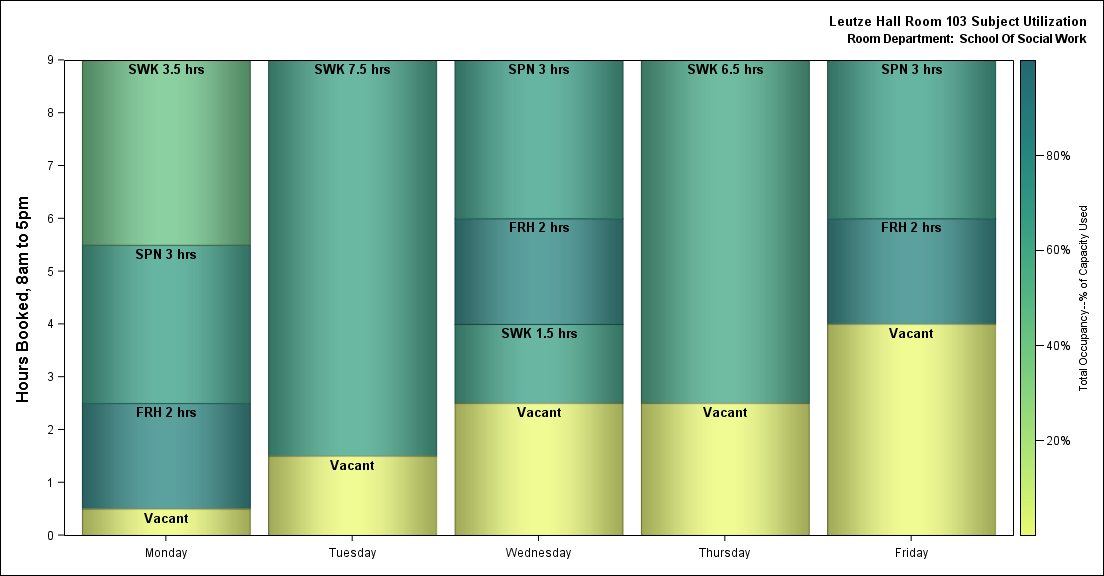 Leutze Hall Room 103 Subject Utilization
Room Department: School Of Social Work
Hours Booked, 8am to 5pm
9
8
7
6
5
4
3
2
1
0
SWK 3.5 hrs
SPN 3 hrs
FRH 2 hrs
Vacant
SWK 7.5 hrs
Vacant
SPN 3 hrs
FRH 2 hrs
SWK 1.5 hrs
Vacant
SWK 6.5 hrs
Vacant
SPN 3 hrs
FRH 2 hrs
Vacant
Monday
Tuesday
Wednesday
Thursday
Friday
80%
60%
40%
20%
Total Occupancy--% of Capacity Used